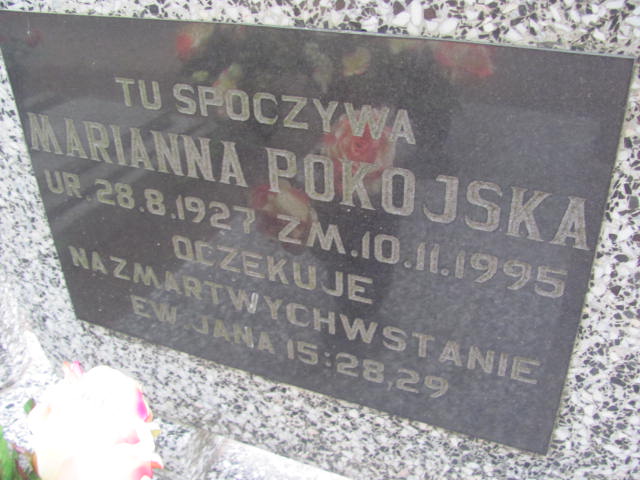 TU SPOCZYWA
MARIANNA POKOJSKA
UR. 28.8.1927 ZM. 10.11.1995
OCZEKUJE
NA ZMARTWYCHWSTANIE
EW. JANA 15:28,29